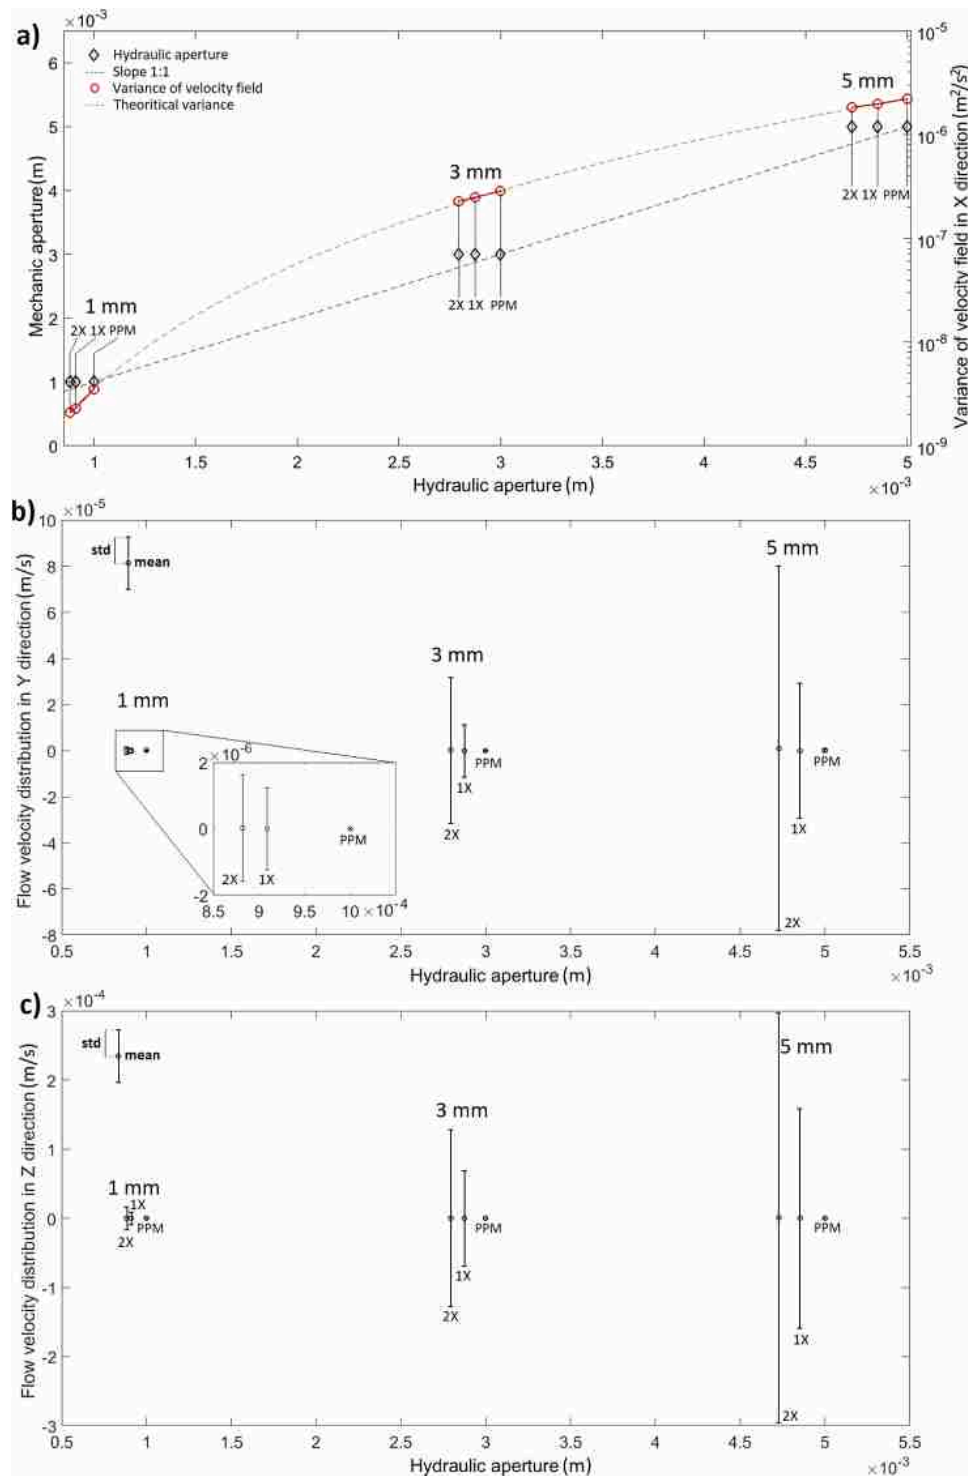 a)
×10⁻³
6
5
4
3
2
1
0
Mechanic aperture (m)
Hydraulic aperture
Slope 1:1
Variance of velocity field
Theoritical variance
1 mm
2X 1X PPM
3 mm
2X 1X PPM
5 mm
2X 1X PPM
10⁻⁵
10⁻⁶
10⁻⁷
10⁻⁸
10⁻⁹
Variance of velocity field in X direction (m²/s²)
1 1.5 2 2.5 3 3.5 4 4.5 5
Hydraulic aperture (m)
×10⁻³
b)
×10⁻⁵
10
8
6
4
2
0
-2
-4
-6
-8
Flow velocity distribution in Y direction (m/s)
std
mean
1 mm
3 mm
5 mm
2X
1X
PPM
2X
1X
PPM
2×10⁻⁶
0
-2
2X
1X
PPM
8.5 9 9.5 10 ×10⁻⁴
0.5 1 1.5 2 2.5 3 3.5 4 4.5 5 5.5
Hydraulic aperture (m)
×10⁻³
c)
×10⁻⁴
3
2
1
0
-1
-2
-3
Flow velocity distribution in Z direction (m/s)
std
mean
1 mm
1X
PPM
2X
3 mm
PPM
1X
2X
5 mm
PPM
1X
2X
0.5 1 1.5 2 2.5 3 3.5 4 4.5 5 5.5
Hydraulic aperture (m)
×10⁻³